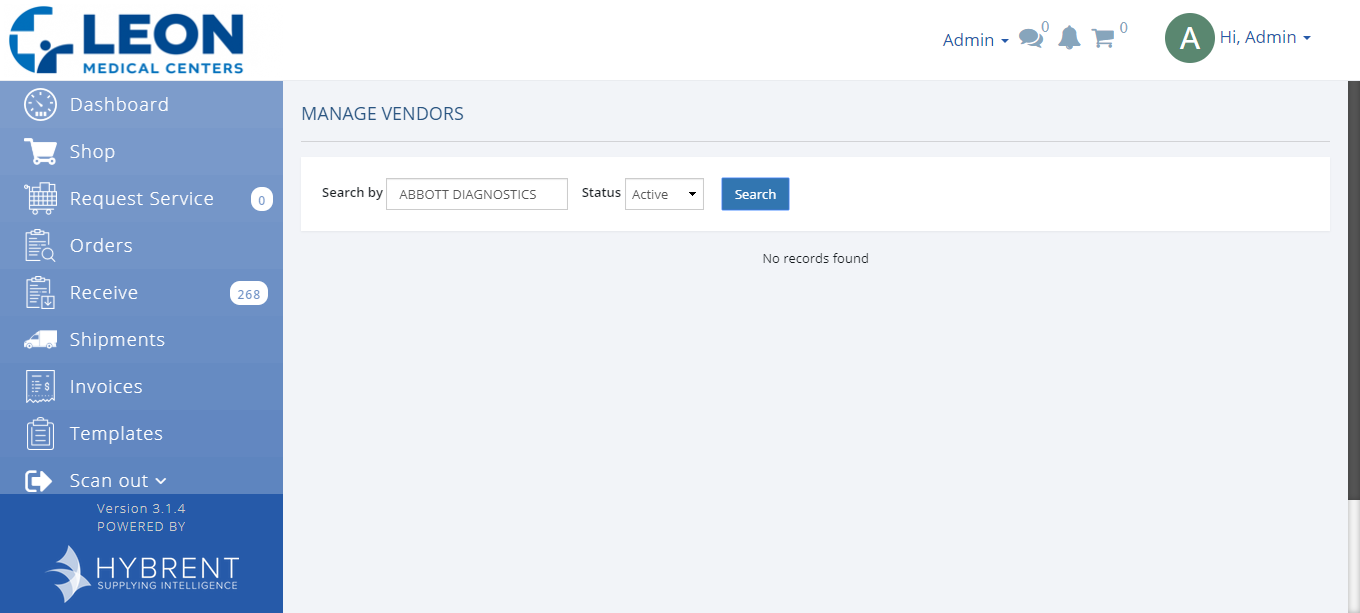 LEON
MEDICAL CENTERS
Admin
0
0
A
Hi, Admin
Dashboard
Shop
Request Service
0
Orders
Receive
268
Shipments
Invoices
Templates
Scan out
Version 3.1.4
POWERED BY
HYBRENT
SUPPLYING INTELLIGENCE
MANAGE VENDORS
Search by ABBOTT DIAGNOSTICS Status Active Search
No records found